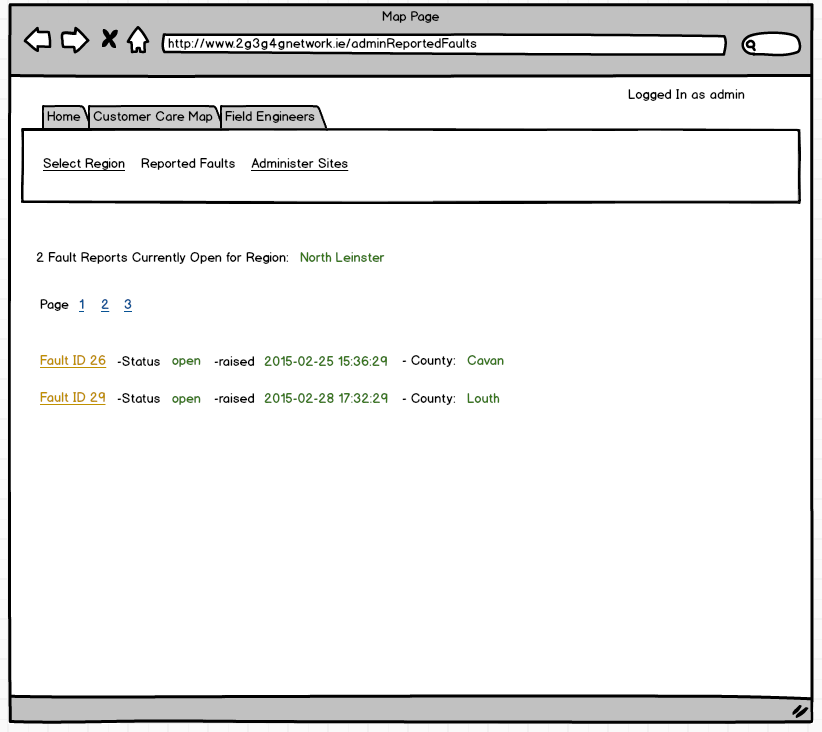 Map Page
http://www.2g3g4gnetwork.ie/adminReportedFaults
Logged In as admin
Home Customer Care Map Field Engineers
Select Region Reported Faults Administer Sites
2 Fault Reports Currently Open for Region: North Leinster
Page 1 2 3
Fault ID 26 -Status open -raised 2015-02-25 15:36:29 - County: Cavan
Fault ID 29 -Status open -raised 2015-02-28 17:32:29 - County: Louth